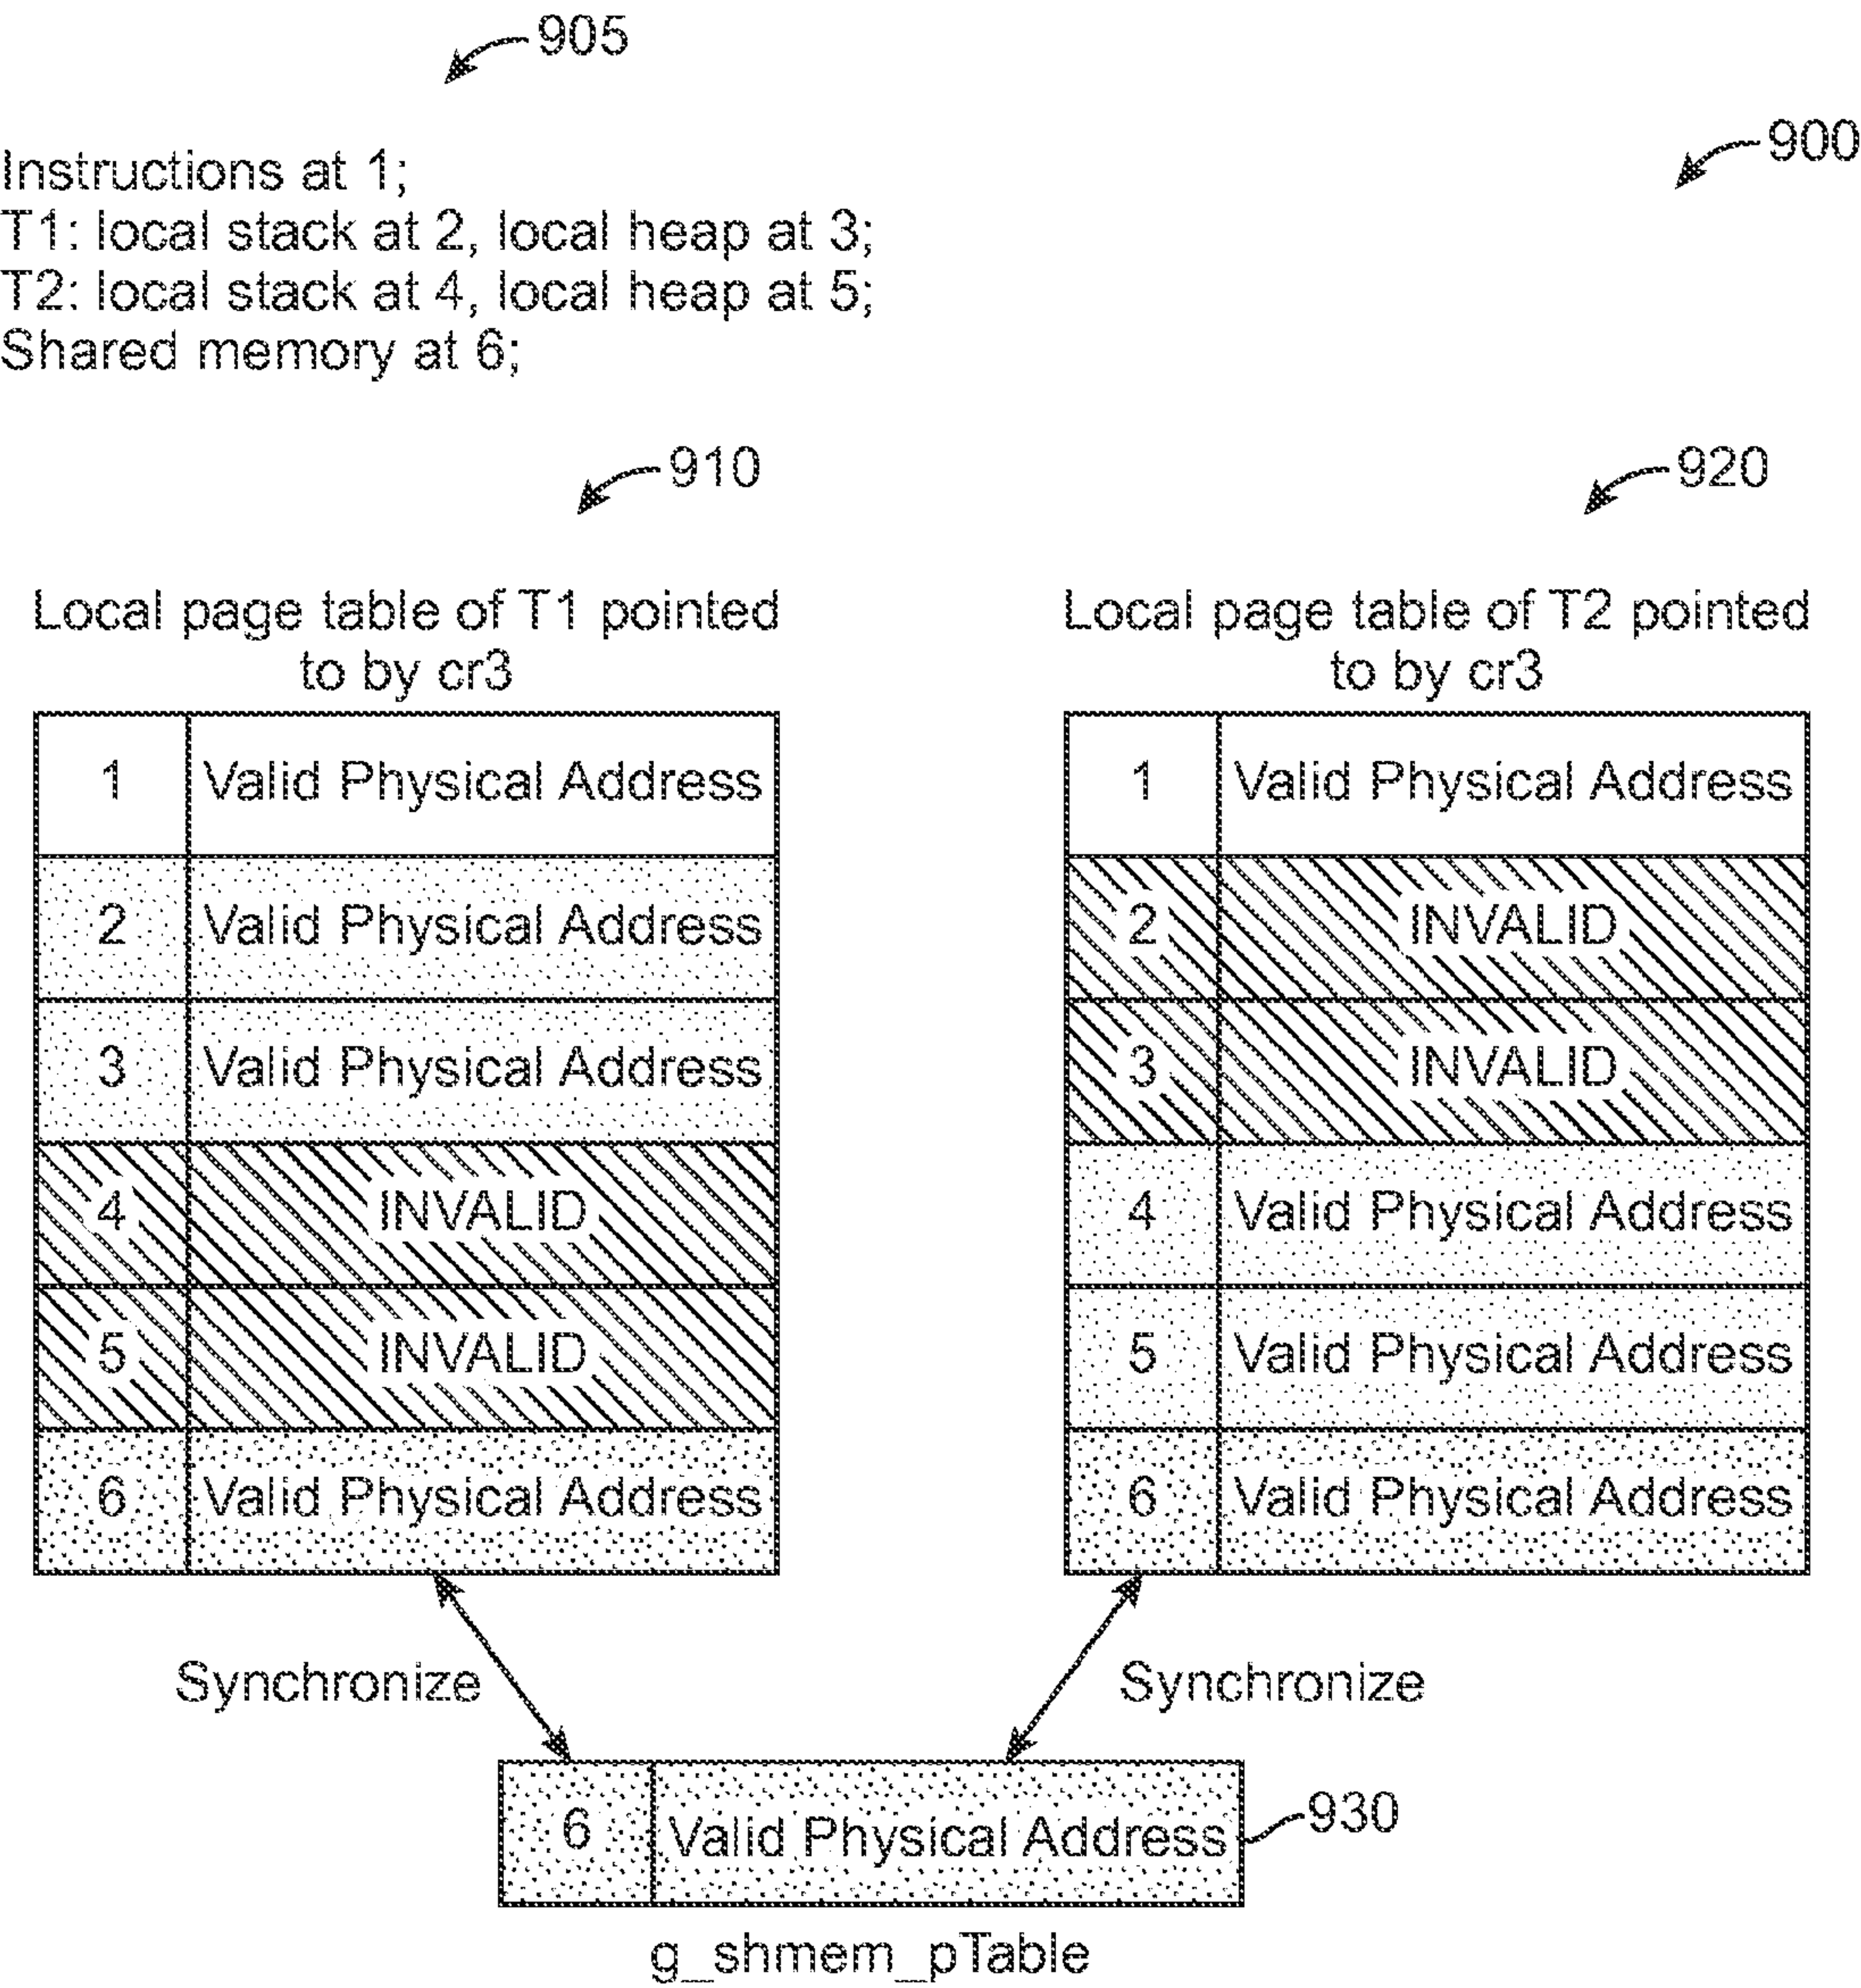 905
900
Instructions at 1;
T1: local stack at 2, local heap at 3;
T2: local stack at 4, local heap at 5;
Shared memory at 6;
910
920
Local page table of T1 pointed
to by cr3
1 Valid Physical Address
2 Valid Physical Address
3 Valid Physical Address
4 INVALID
5 INVALID
6 Valid Physical Address
Local page table of T2 pointed
to by cr3
1 Valid Physical Address
2 INVALID
3 INVALID
4 Valid Physical Address
5 Valid Physical Address
6 Valid Physical Address
Synchronize
Synchronize
6 Valid Physical Address
930
g_shmem_pTable